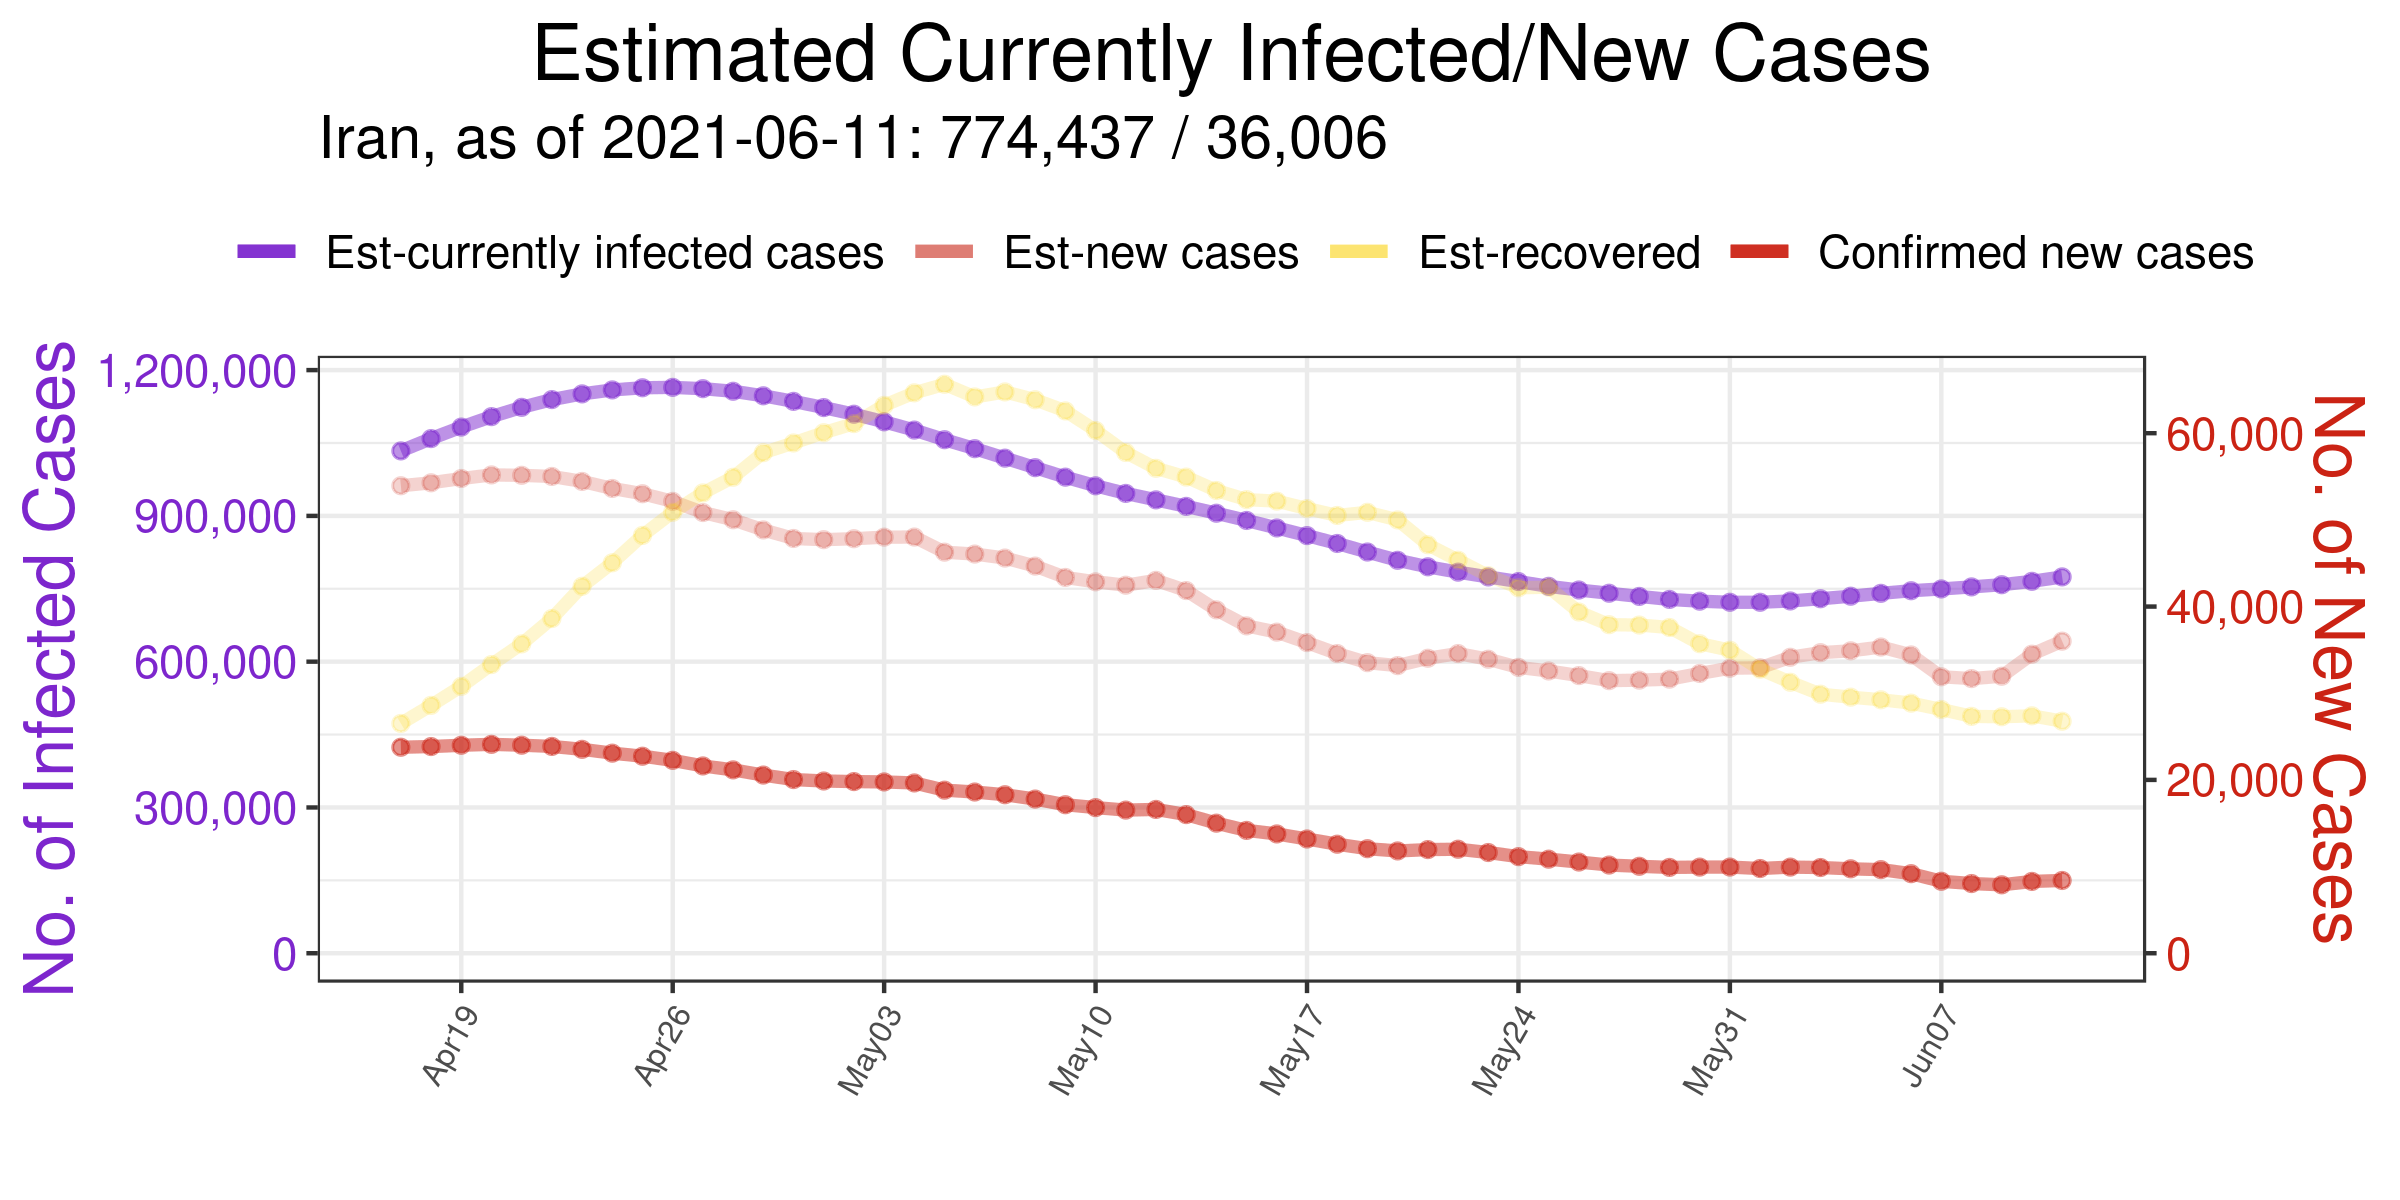 Estimated Currently Infected/New Cases
Iran, as of 2021-06-11: 774,437 / 36,006
Est-currently infected cases Est-new cases Est-recovered Confirmed new cases
No. of Infected Cases
1,200,000
900,000
600,000
300,000
0
60,000
40,000
20,000
0
No. of New Cases
Apr19 Apr26 May03 May10 May17 May24 May31 Jun07